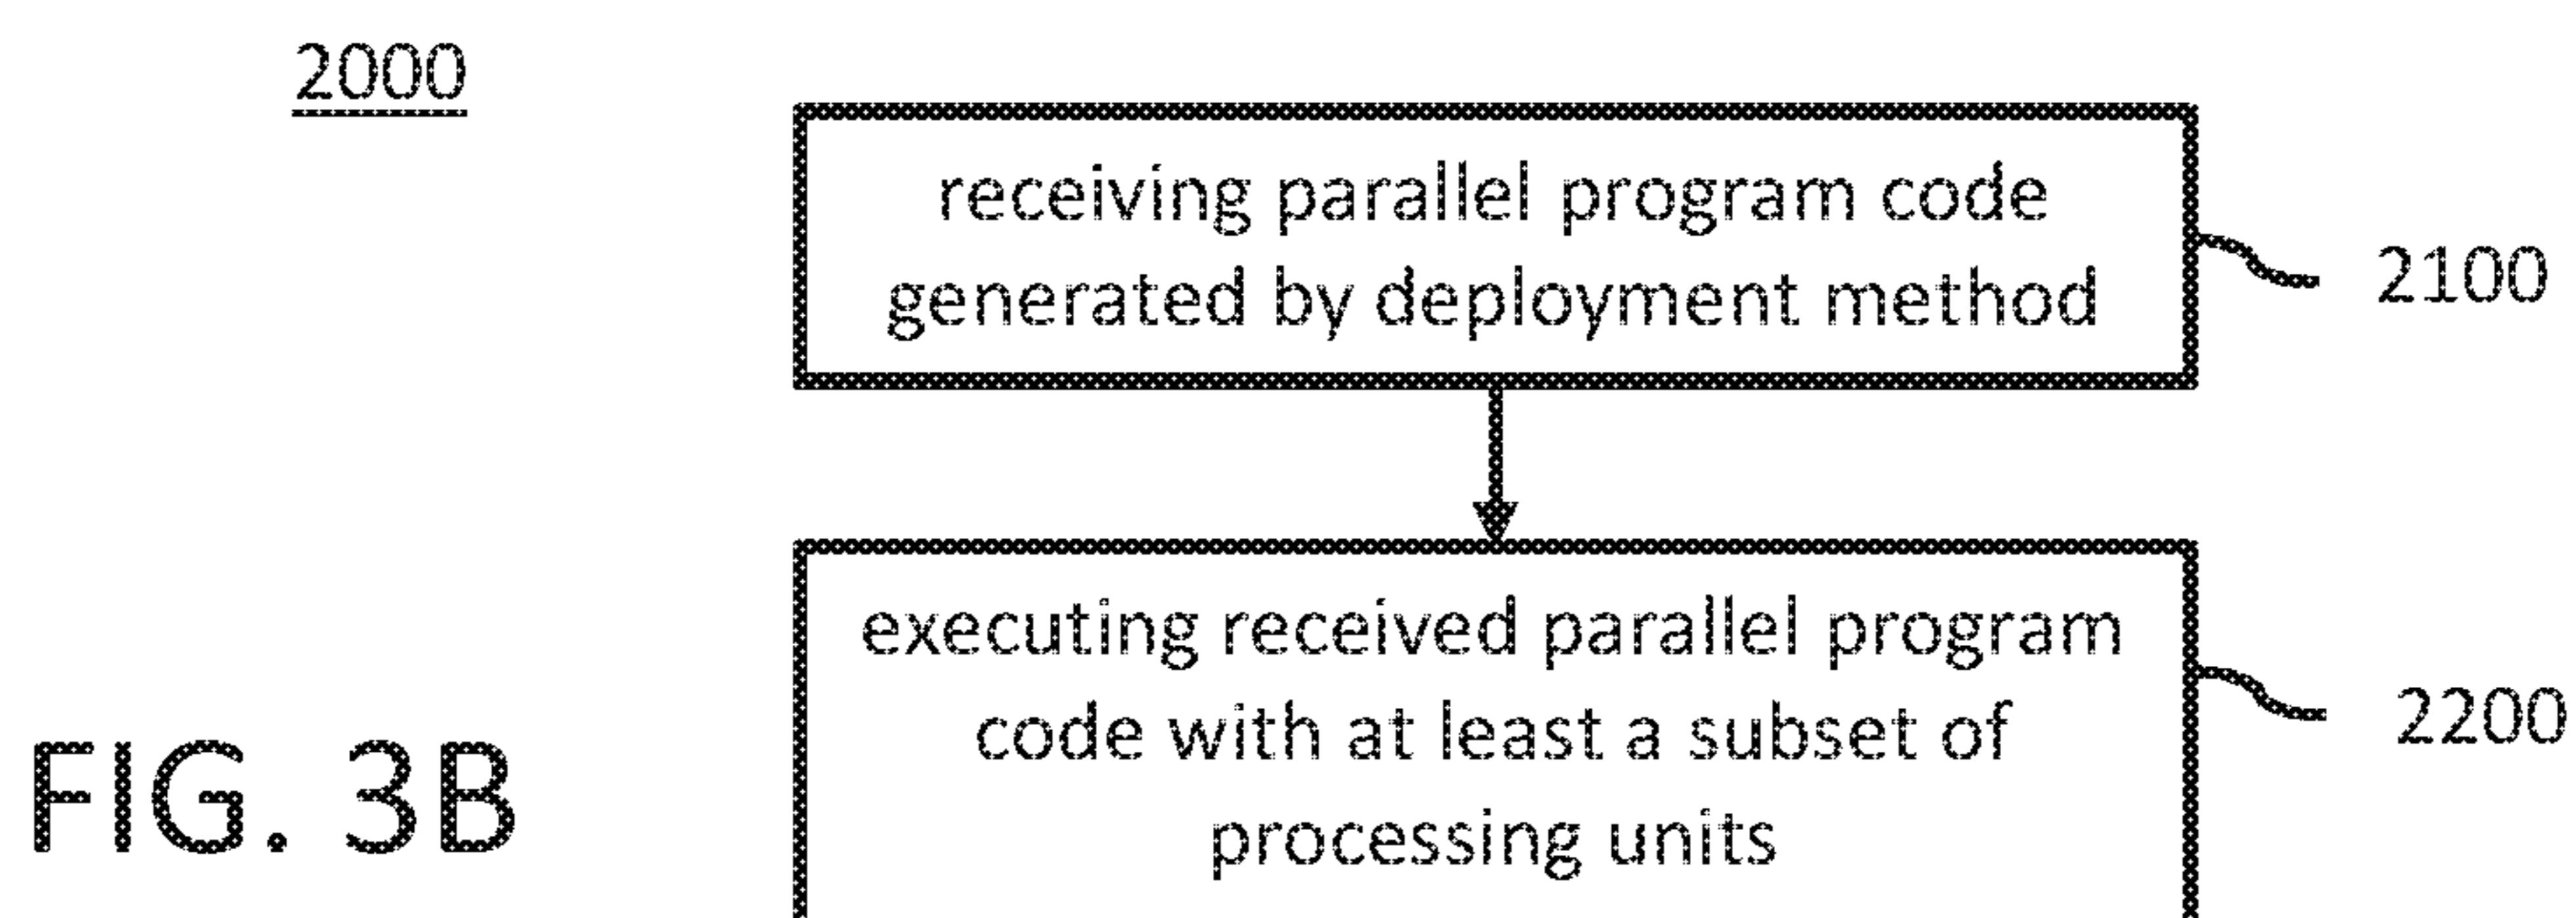 2000
receiving parallel program code
generated by deployment method
2100
executing received parallel program
code with at least a subset of
processing units
2200
FIG. 3B